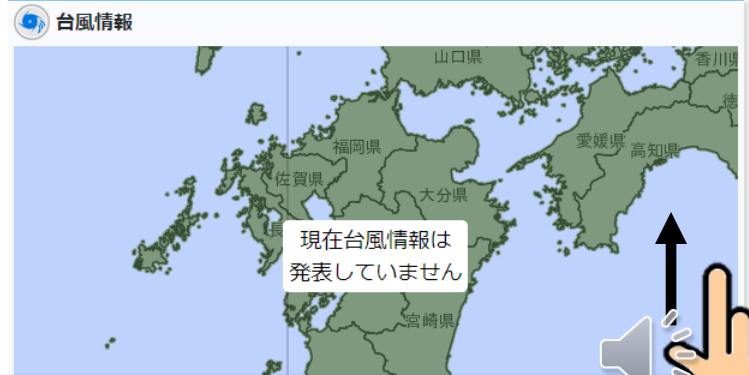 台風情報
山口県
香川県
徳
福岡県
愛媛県
高知県
佐賀県
大分県
長
現在台風情報は
発表していません
宮崎県